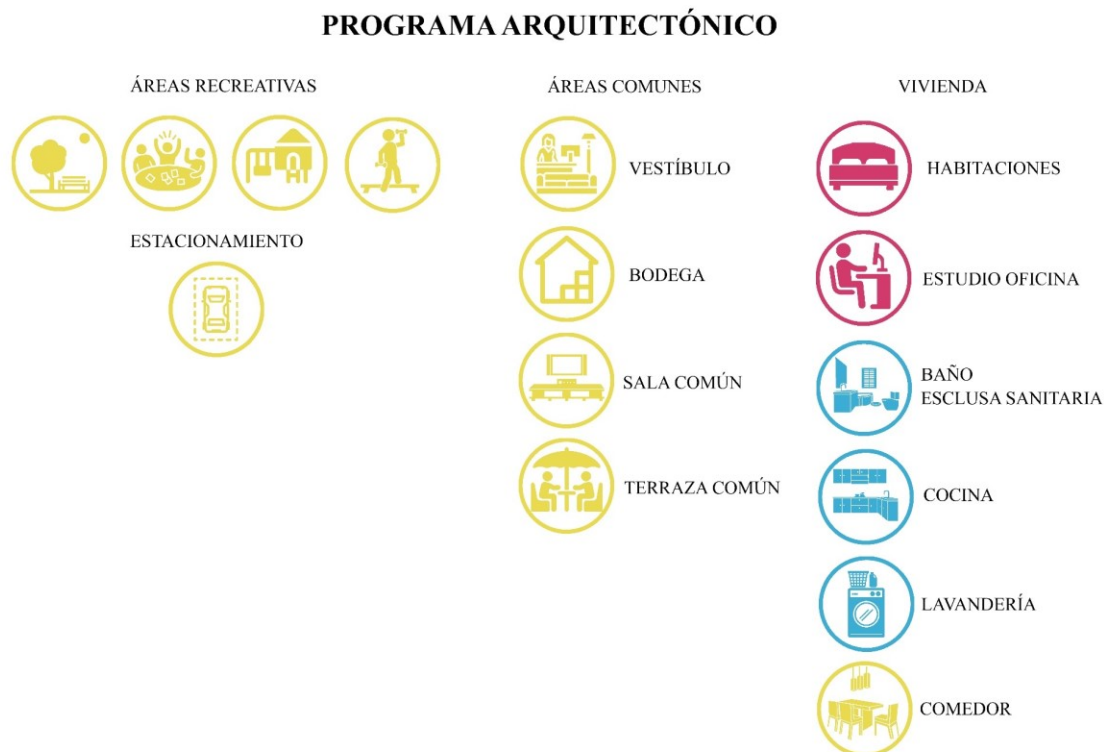 PROGRAMA ARQUITECTÓNICO
ÁREAS RECREATIVAS
ESTACIONAMIENTO
ÁREAS COMUNES
VESTÍBULO
BODEGA
SALA COMÚN
TERRAZA COMÚN
VIVIENDA
HABITACIONES
ESTUDIO OFICINA
BAÑO
ESCLUSA SANITARIA
COCINA
LAVANDERÍA
COMEDOR